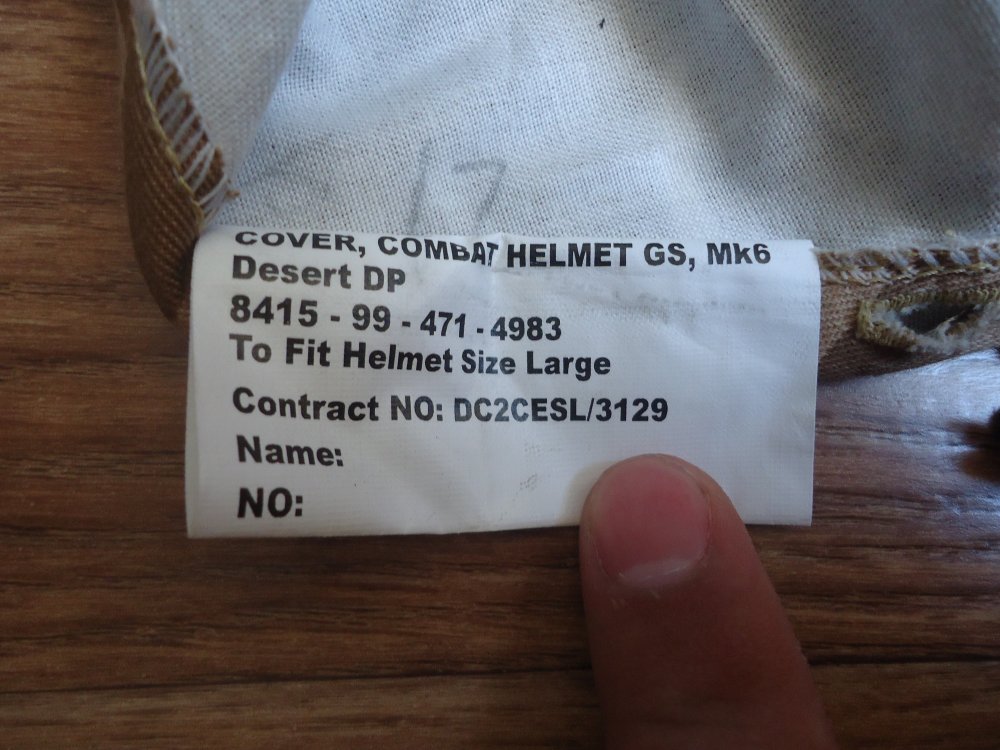 17
COVER, COMBAT HELMET GS, Mk6
Desert DP
8415 - 99 - 471 - 4983
To Fit Helmet Size Large
Contract NO: DC2CESL/3129
Name:
NO: